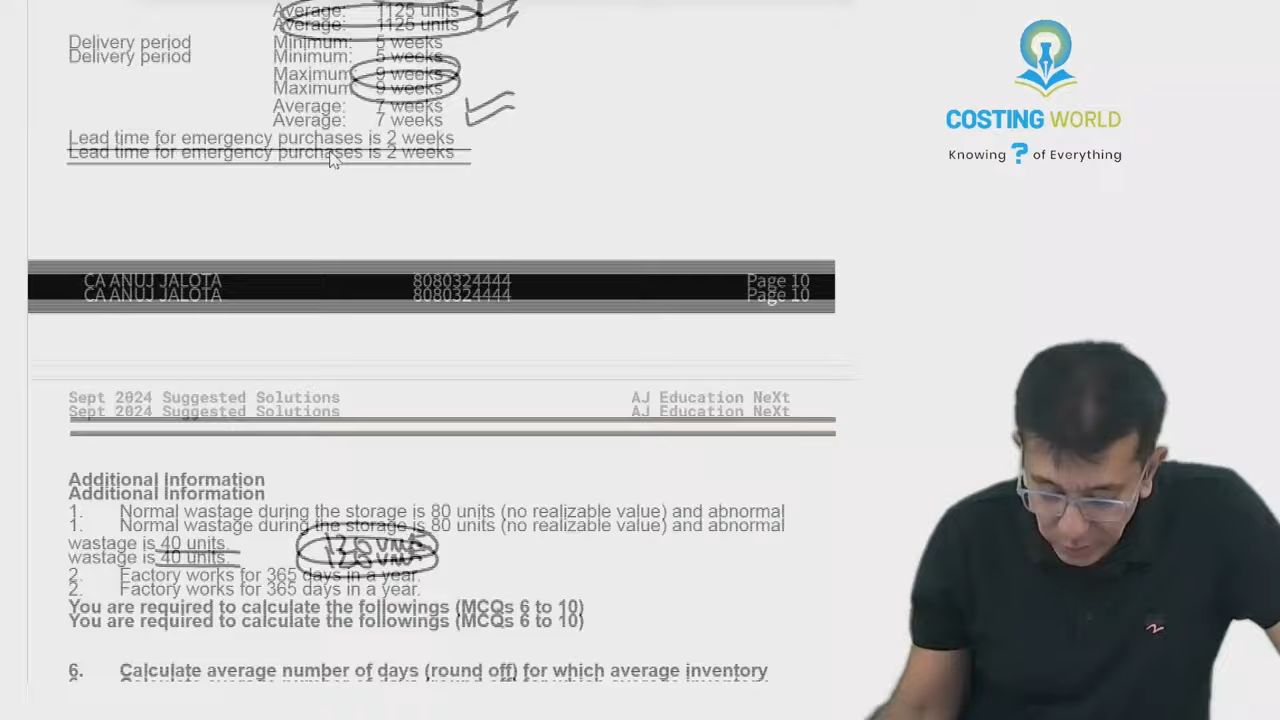 Average: 1125 units
Delivery period Minimum: 5 weeks
Maximum 9 weeks
Average: 7 weeks
Lead time for emergency purchases is 2 weeks
CA ANUJ JALOTA 8080324444 Page 10
Sept 2024 Suggested Solutions AJ Education NeXt
Additional Information
1. Normal wastage during the storage is 80 units (no realizable value) and abnormal
wastage is 40 units.
2. Factory works for 365 days in a year.
You are required to calculate the followings (MCQs 6 to 10)
6. Calculate average number of days (round off) for which average inventory
COSTING WORLD
Knowing ? of Everything